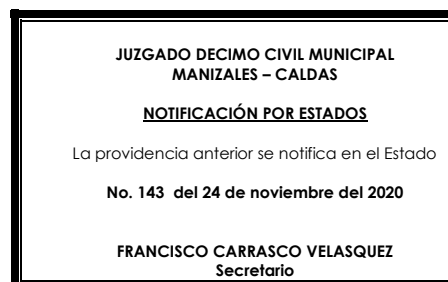 JUZGADO DECIMO CIVIL MUNICIPAL
MANIZALES – CALDAS
NOTIFICACIÓN POR ESTADOS
La providencia anterior se notifica en el Estado
No. 143 del 24 de noviembre del 2020
FRANCISCO CARRASCO VELASQUEZ
Secretario